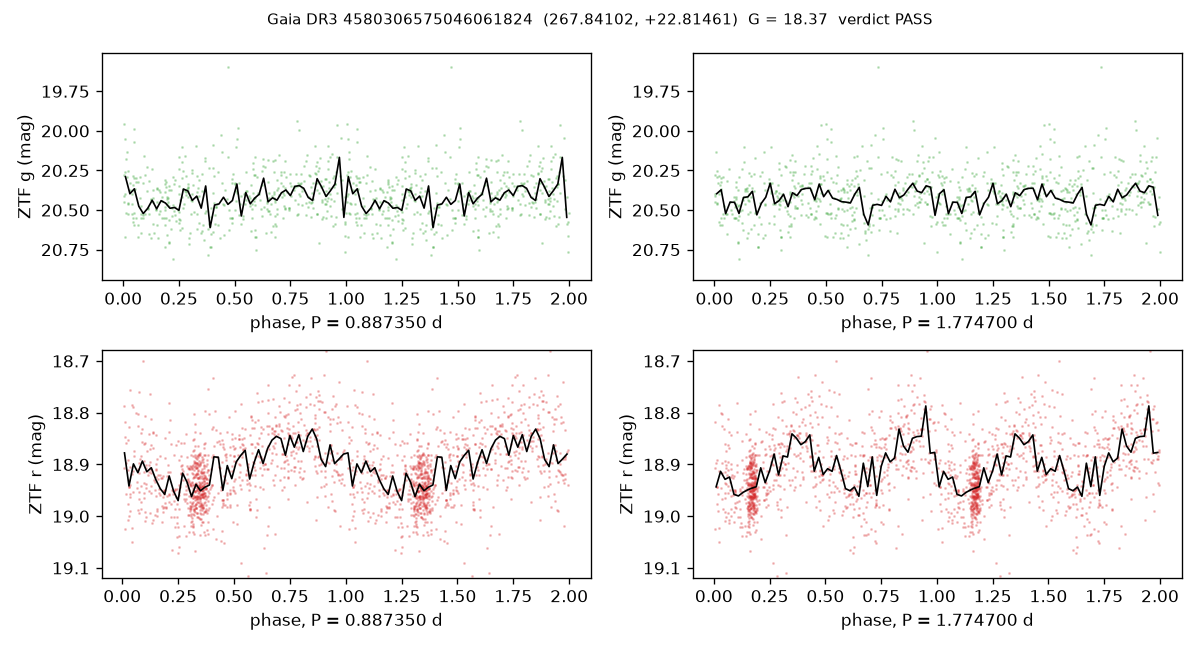 Gaia DR3 4580306575046061824 (267.84102, +22.81461) G = 18.37 verdict PASS
ZTF g (mag)
19.75
20.00
20.25
20.50
20.75
0.00 0.25 0.50 0.75 1.00 1.25 1.50 1.75 2.00
phase, P = 0.887350 d
ZTF g (mag)
19.75
20.00
20.25
20.50
20.75
0.00 0.25 0.50 0.75 1.00 1.25 1.50 1.75 2.00
phase, P = 1.774700 d
ZTF r (mag)
18.7
18.8
18.9
19.0
19.1
0.00 0.25 0.50 0.75 1.00 1.25 1.50 1.75 2.00
phase, P = 0.887350 d
ZTF r (mag)
18.7
18.8
18.9
19.0
19.1
0.00 0.25 0.50 0.75 1.00 1.25 1.50 1.75 2.00
phase, P = 1.774700 d